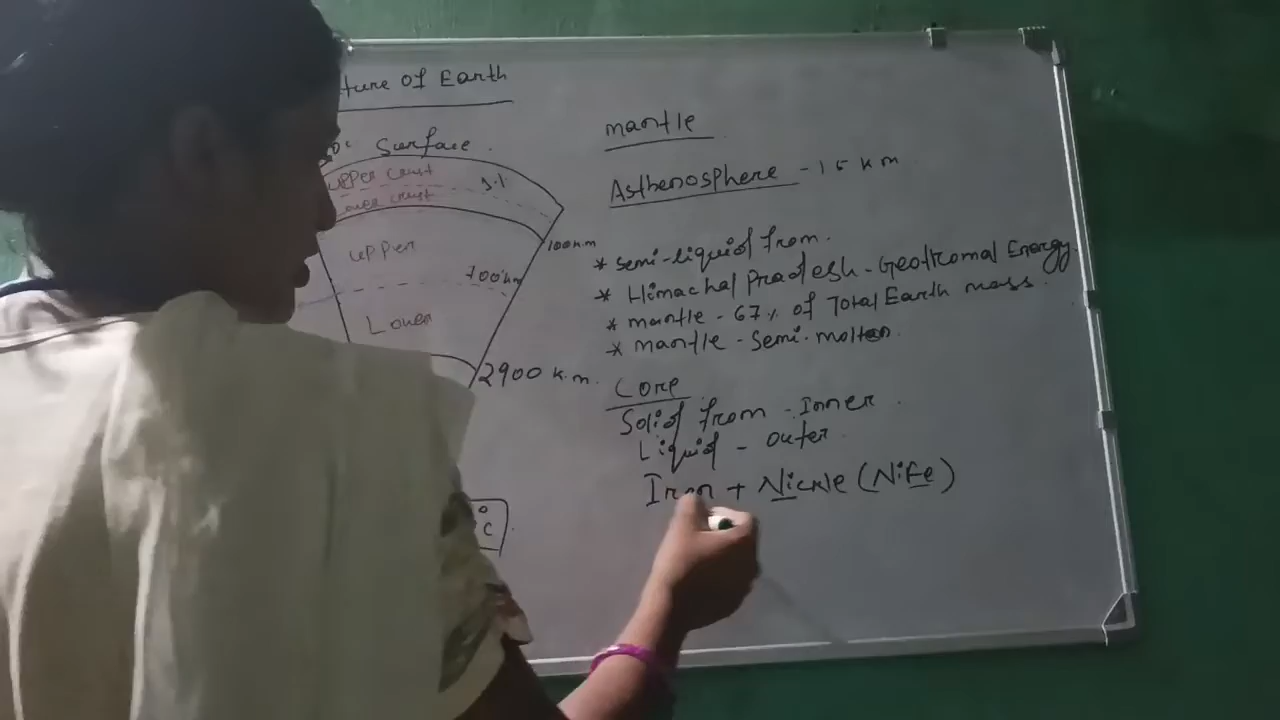 ture Of Earth
Surface.
upper crust
Lower crust
100km
upper
700km
Lower
2900 k.m.
°
C
mantle
Asthenosphere - 15 km
* semi-liquid from.
* Himachal Pradesh - Geothromal Energy.
* mantle - 67% of Total Earth mass.
* mantle - semi-molten.
Core
Solid from - Inner.
Liquid - outer.
Iron + Nickle (NiFe)